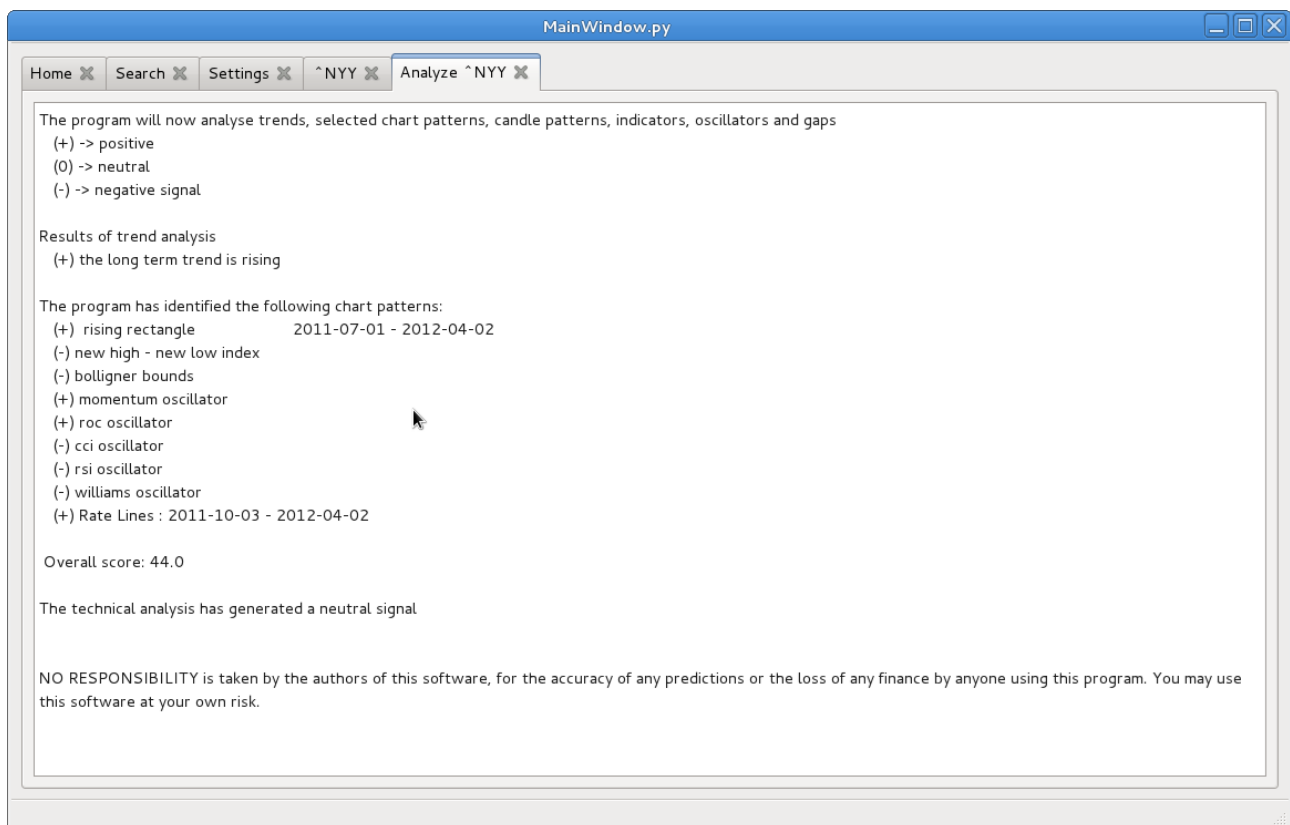 MainWindow.py
Home Search Settings ^NYY Analyze ^NYY
The program will now analyse trends, selected chart patterns, candle patterns, indicators, oscillators and gaps
(+) -> positive
(0) -> neutral
(-) -> negative signal
Results of trend analysis
(+) the long term trend is rising
The program has identified the following chart patterns:
(+) rising rectangle 2011-07-01 - 2012-04-02
(-) new high - new low index
(-) bolligner bounds
(+) momentum oscillator
(+) roc oscillator
(-) cci oscillator
(-) rsi oscillator
(-) williams oscillator
(+) Rate Lines : 2011-10-03 - 2012-04-02
Overall score: 44.0
The technical analysis has generated a neutral signal
NO RESPONSIBILITY is taken by the authors of this software, for the accuracy of any predictions or the loss of any finance by anyone using this program. You may use
this software at your own risk.